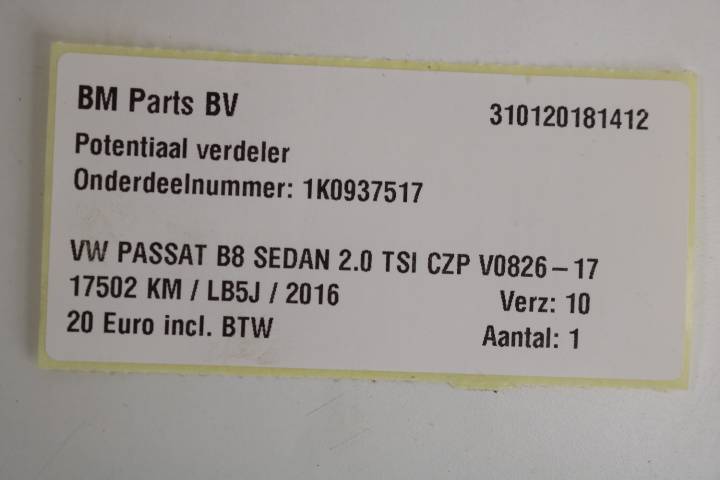 BM Parts BV 310120181412
Potentiaal verdeler
Onderdeelnummer: 1K0937517
VW PASSAT B8 SEDAN 2.0 TSI CZP V0826-17
17502 KM / LB5J / 2016 Verz: 10
20 Euro incl. BTW Aantal: 1